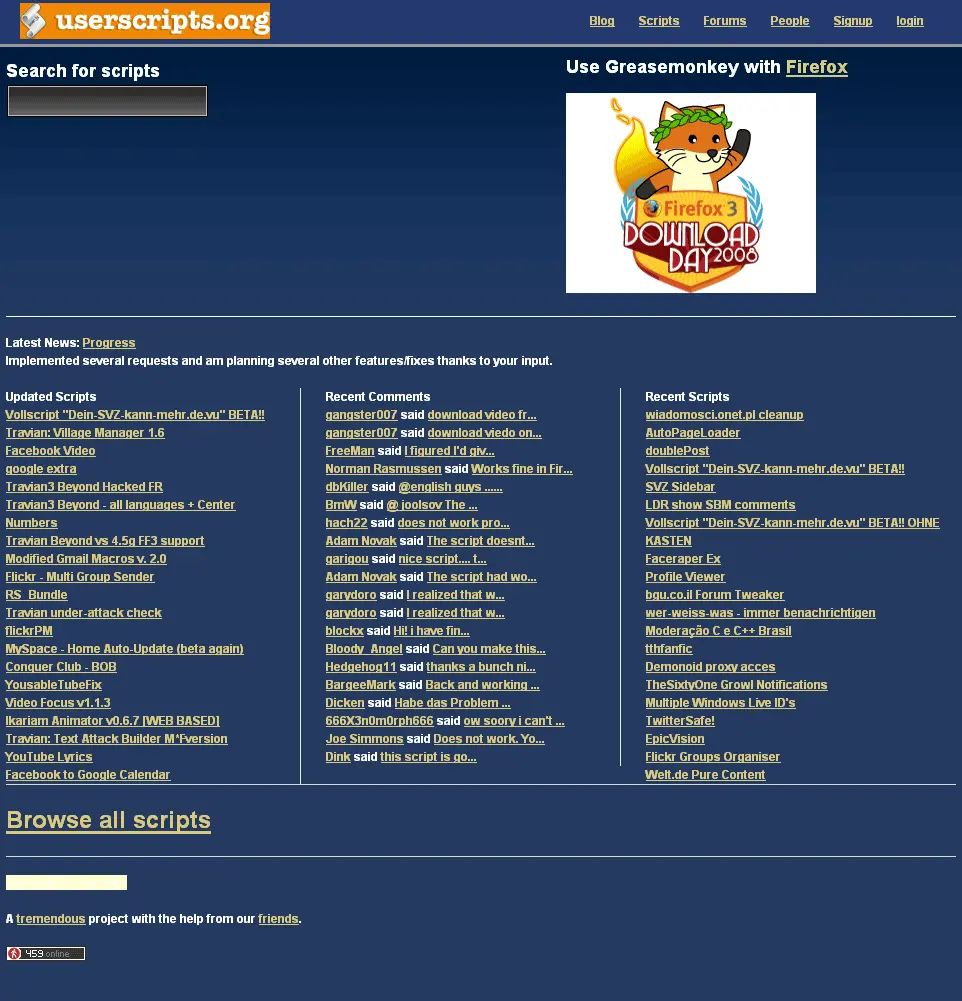 userscripts.org
Blog Scripts Forums People Signup login
Search for scripts
Use Greasemonkey with Firefox
Firefox 3
DOWNLOAD
DAY 2008
Latest News: Progress
Implemented several requests and am planning several other features/fixes thanks to your input.
Updated Scripts
Vollscript "Dein-SVZ-kann-mehr.de.vu" BETA!!
Travian: Village Manager 1.6
Facebook Video
google extra
Travian3 Beyond Hacked FR
Travian3 Beyond - all languages + Center
Numbers
Travian Beyond vs 4.5g FF3 support
Modified Gmail Macros v. 2.0
Flickr - Multi Group Sender
RS_Bundle
Travian under-attack check
flickrPM
MySpace - Home Auto-Update (beta again)
Conquer Club - BOB
YousableTubeFix
Video Focus v1.1.3
Ikariam Animator v0.6.7 [WEB BASED]
Travian: Text Attack Builder M*F-version
YouTube Lyrics
Facebook to Google Calendar
Recent Comments
gangster007 said download video fr...
gangster007 said download viedo on...
FreeMan said I figured I'd giv...
Norman Rasmussen said Works fine in Fir...
dbKiller said @english guys ......
BmW said @ joolsov The ...
hach22 said does not work pro...
Adam Novak said The script doesnt...
garigou said nice script.... t...
Adam Novak said The script had wo...
garydoro said I realized that w...
garydoro said I realized that w...
blockx said Hi! i have fin...
Bloody_Angel said Can you make this...
Hedgehog11 said thanks a bunch ni...
BargeeMark said Back and working ...
Dicken said Habe das Problem ...
666X3n0m0rph666 said ow soory i can't ...
Joe Simmons said Does not work. Yo...
Dink said this script is go...
Recent Scripts
wiadomosci.onet.pl cleanup
AutoPageLoader
doublePost
Vollscript "Dein-SVZ-kann-mehr.de.vu" BETA!!
SVZ Sidebar
LDR show SBM comments
Vollscript "Dein-SVZ-kann-mehr.de.vu" BETA!! OHNE
KASTEN
Faceraper Ex
Profile Viewer
bgu.co.il Forum Tweaker
wer-weiss-was - immer benachrichtigen
Moderação C e C++ Brasil
tthfanfic
Demonoid proxy acces
TheSixtyOne Growl Notifications
Multiple Windows Live ID's
TwitterSafe!
EpicVision
Flickr Groups Organiser
Welt.de Pure Content
Browse all scripts
A tremendous project with the help from our friends.
459 online